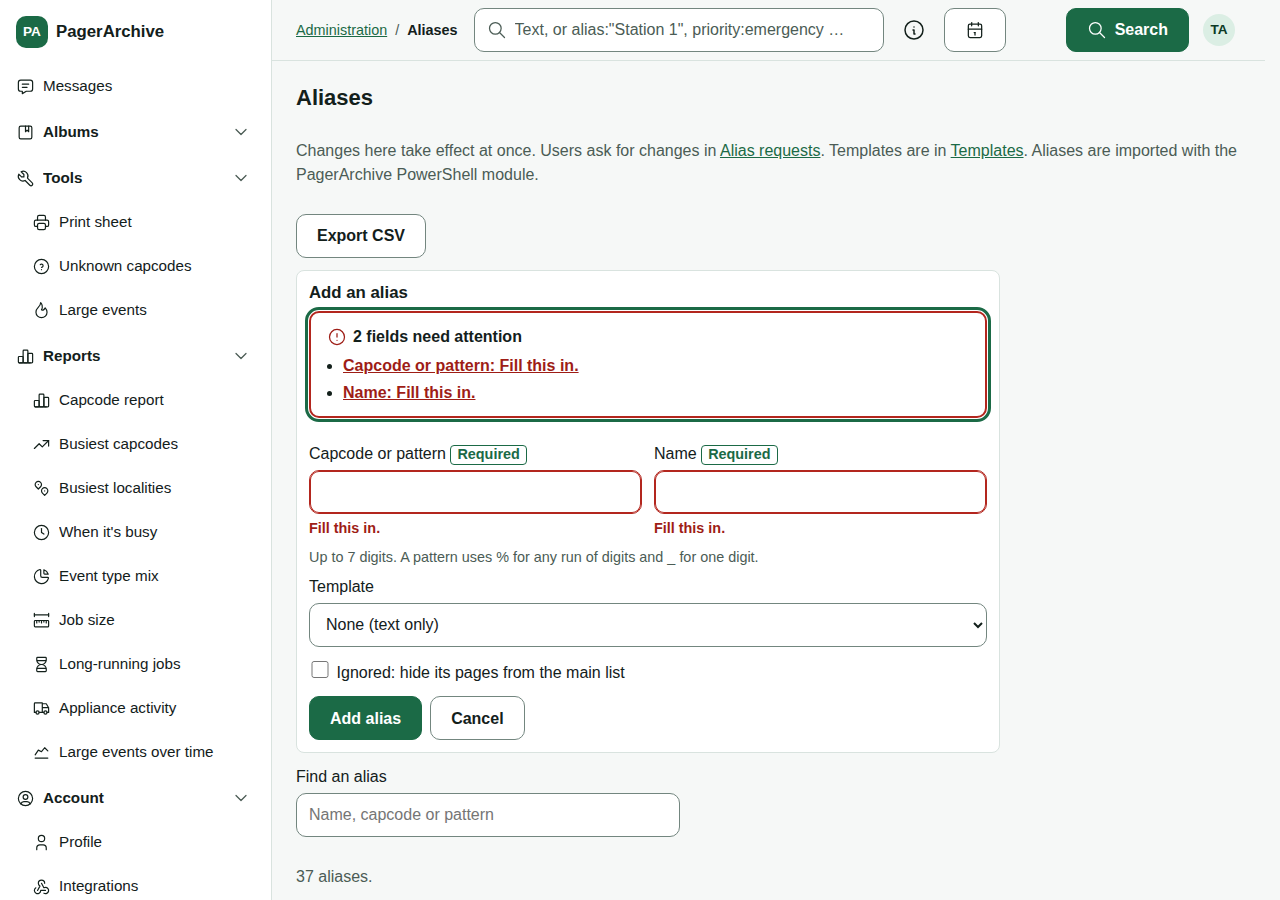 PA PagerArchive
Messages
Albums
Tools
Print sheet
Unknown capcodes
Large events
Reports
Capcode report
Busiest capcodes
Busiest localities
When it's busy
Event type mix
Job size
Long-running jobs
Appliance activity
Large events over time
Account
Profile
Integrations
Administration / Aliases
Text, or alias:"Station 1", priority:emergency …
Search
TA
Aliases
Changes here take effect at once. Users ask for changes in Alias requests. Templates are in Templates. Aliases are imported with the
PagerArchive PowerShell module.
Export CSV
Add an alias
2 fields need attention
Capcode or pattern: Fill this in.
Name: Fill this in.
Capcode or pattern Required
Name Required
Fill this in.
Fill this in.
Up to 7 digits. A pattern uses % for any run of digits and _ for one digit.
Template
None (text only)
Ignored: hide its pages from the main list
Add alias
Cancel
Find an alias
Name, capcode or pattern
37 aliases.